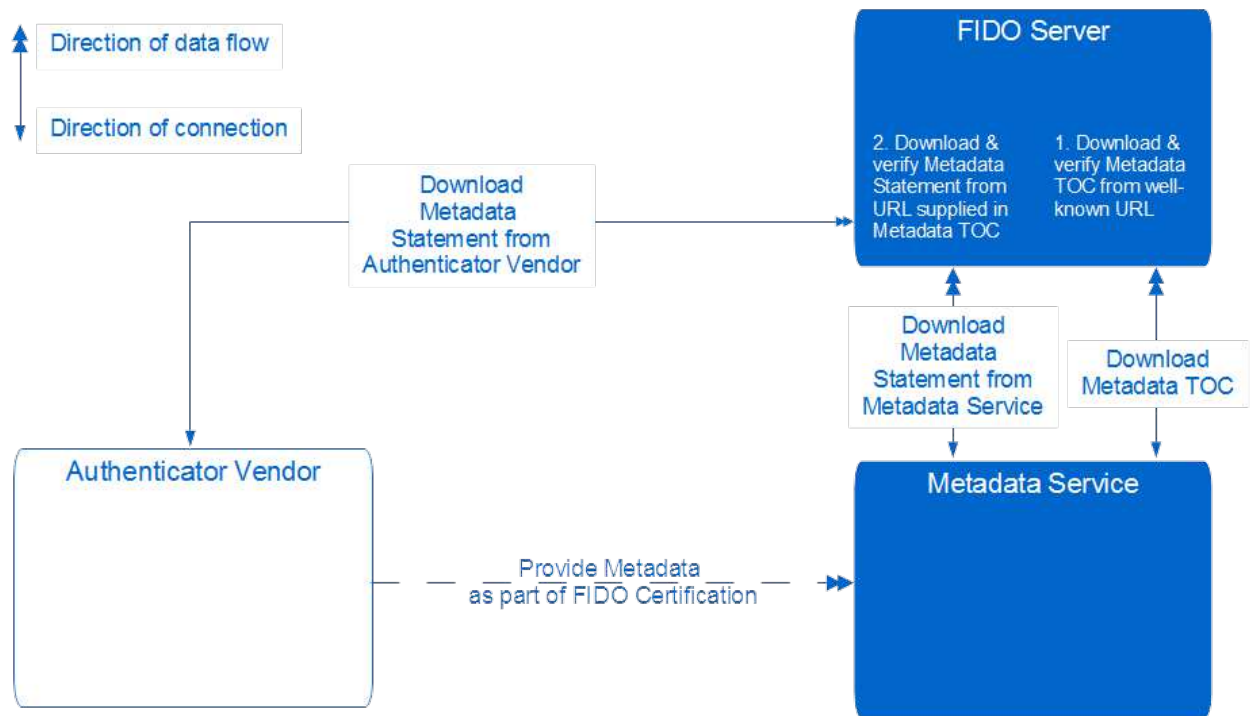 Direction of data flow
Direction of connection
FIDO Server
2. Download &
verify Metadata
Statement from
URL supplied in
Metadata TOC
1. Download &
verify Metadata
TOC from well-
known URL
Download
Metadata
Statement from
Authenticator Vendor
Download
Metadata
Statement from
Metadata Service
Download
Metadata TOC
Authenticator Vendor
Metadata Service
Provide Metadata
as part of FIDO Certification